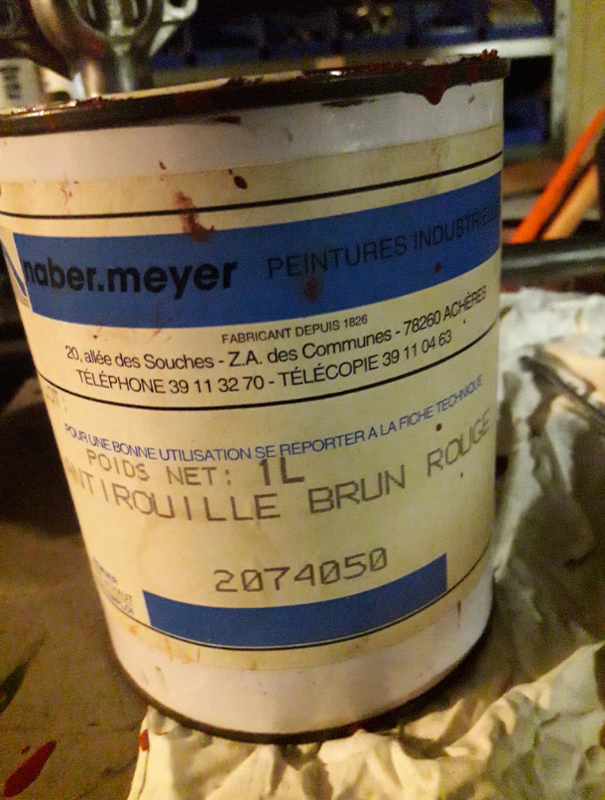 naber.meyer PEINTURES INDUSTRIELLES
FABRICANT DEPUIS 1826
20, allée des Souches - Z.A. des Communes - 78260 ACHÈRES
TÉLÉPHONE 39 11 32 70 - TÉLÉCOPIE 39 11 04 63
POUR UNE BONNE UTILISATION SE REPORTER A LA FICHE TECHNIQUE
POIDS NET: 1L
ANTIROUILLE BRUN ROUGE
2074050